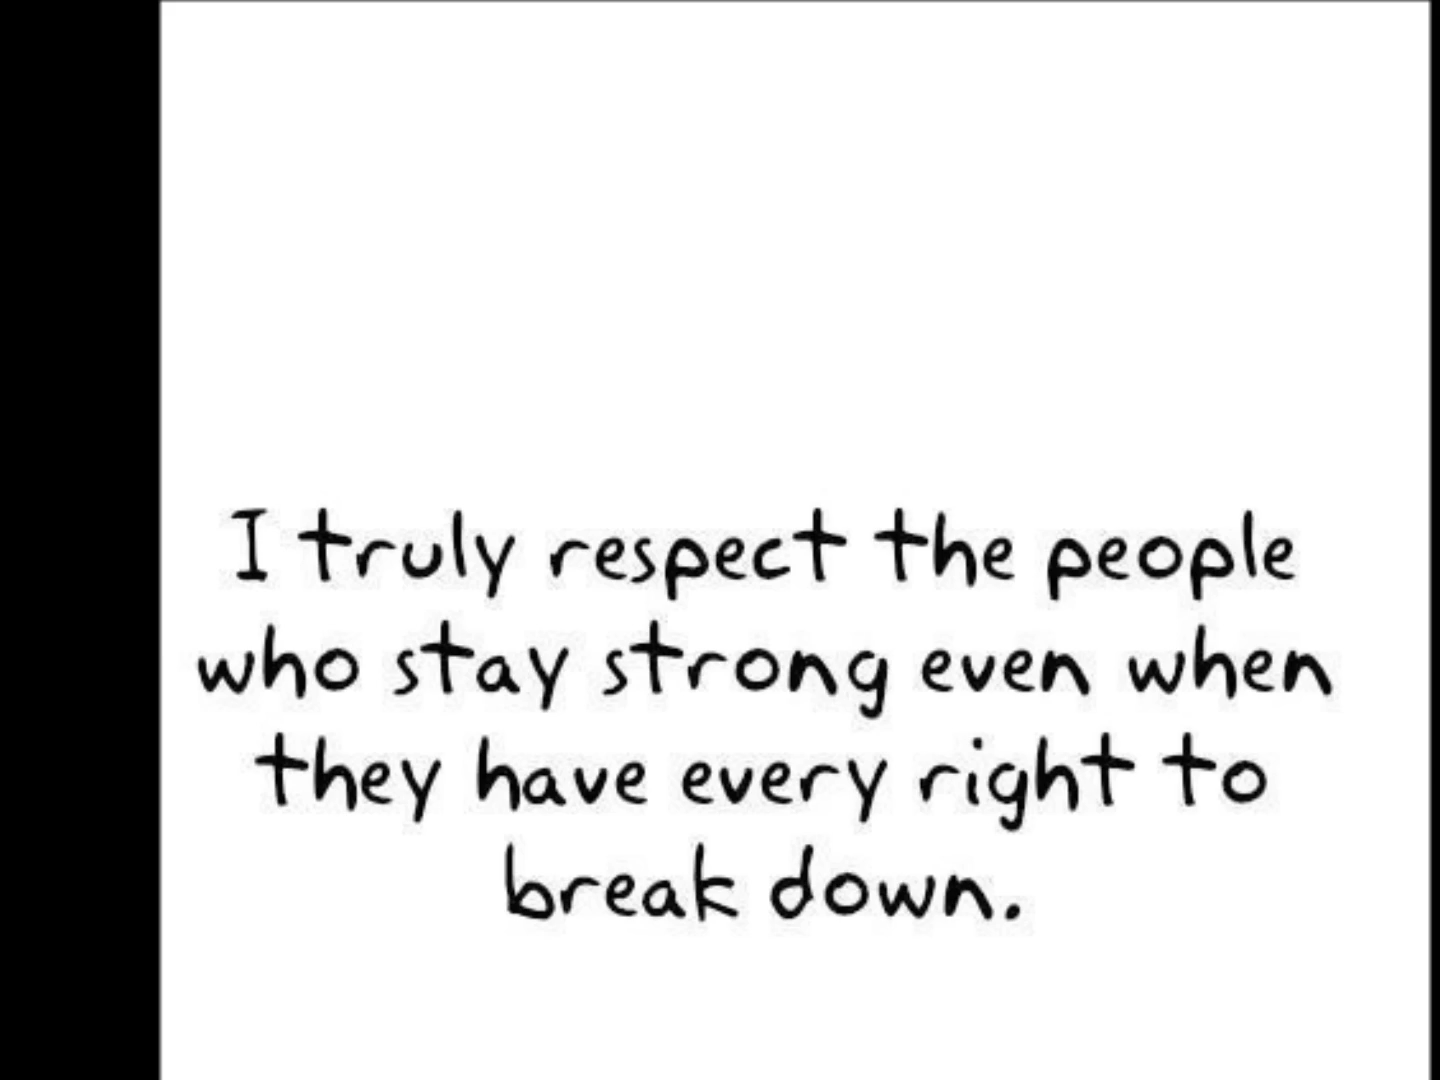 I truly respect the people
who stay strong even when
they have every right to
break down.